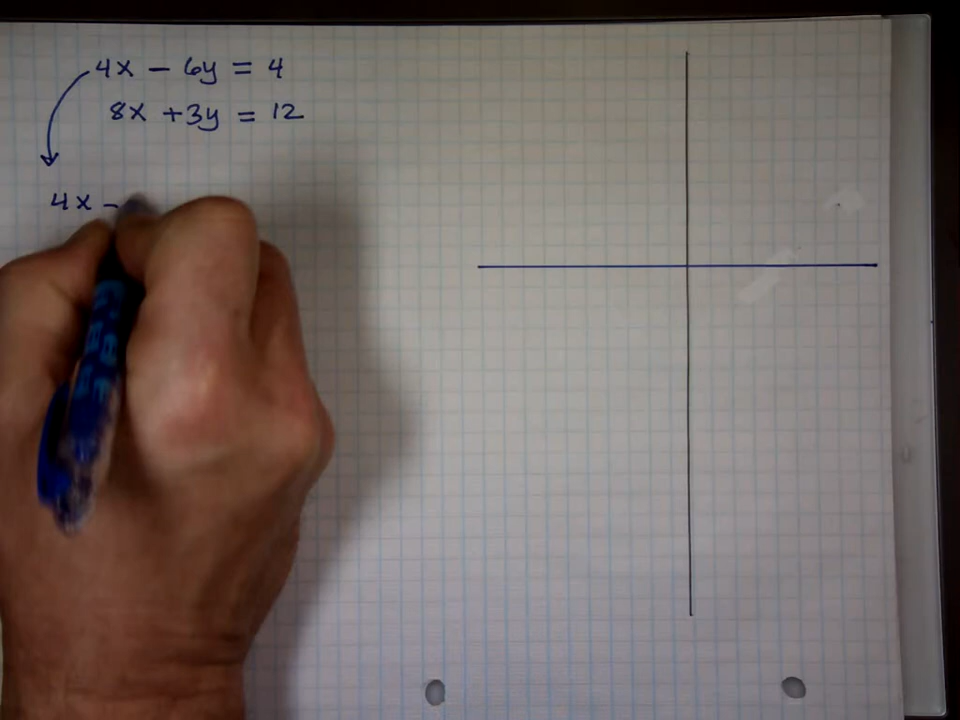 4x - 6y = 4
8x + 3y = 12
4x -